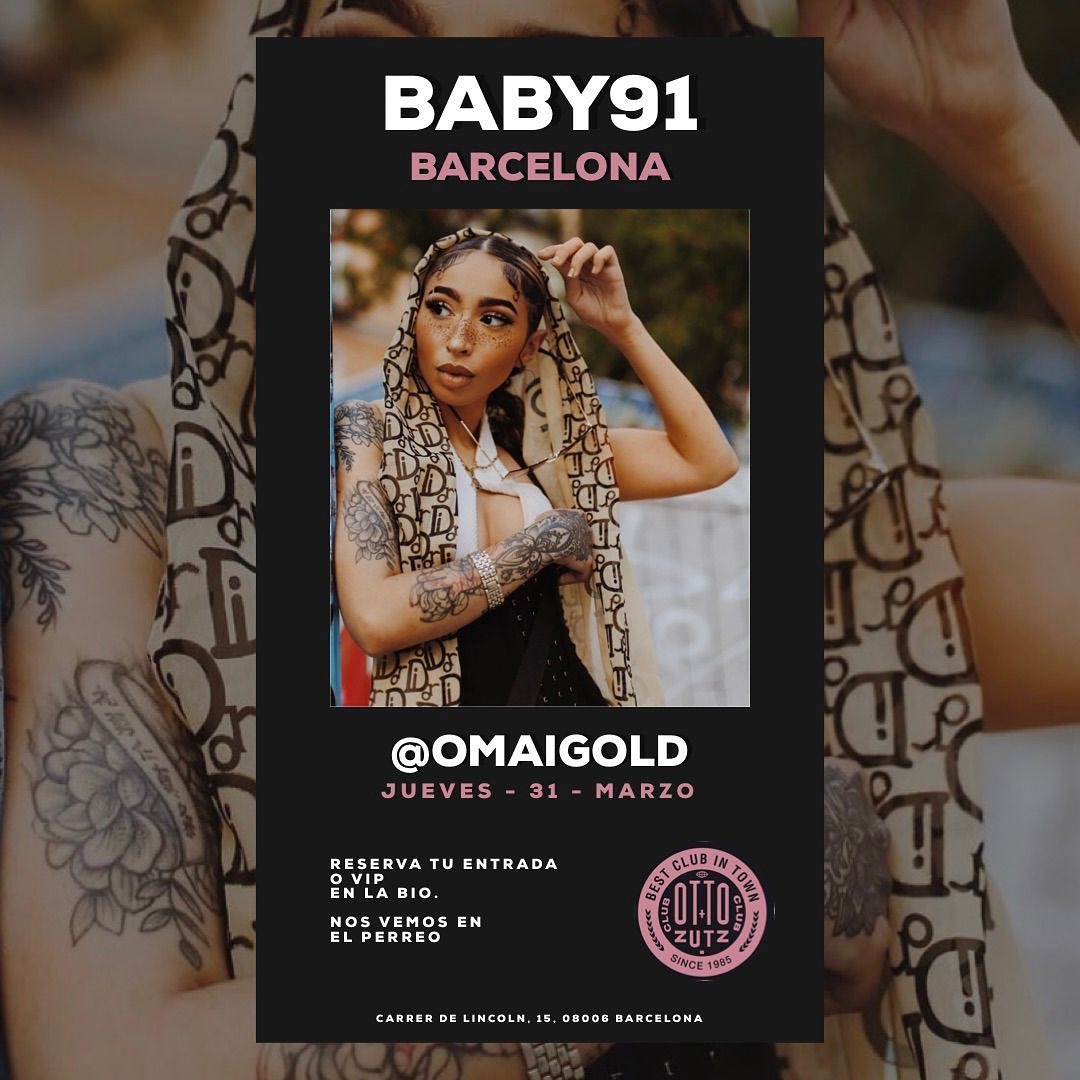 BABY91
BARCELONA
@OMAIGOLD
JUEVES - 31 - MARZO
RESERVA TU ENTRADA
O VIP
EN LA BIO.
NOS VEMOS EN
EL PERREO
BEST CLUB IN TOWN
CLUB
OTTO
ZUTZ
CLUB
SINCE 1985
CARRER DE LINCOLN, 15, 08006 BARCELONA
Dior